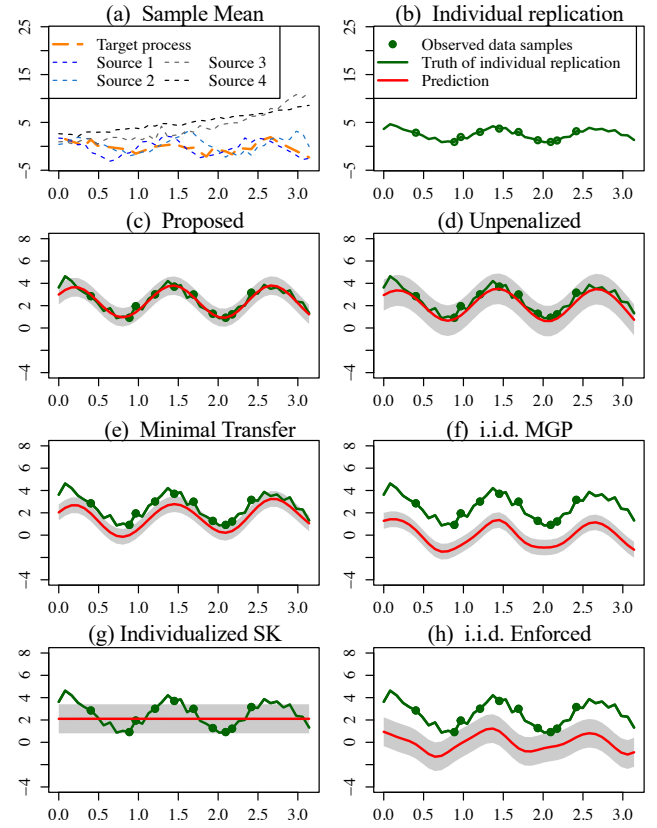 (a) Sample Mean
25
15
5
-5
Target process
Source 1
Source 3
Source 2
Source 4
0.0 0.5 1.0 1.5 2.0 2.5 3.0
(b) Individual replication
25
15
5
-5
Observed data samples
Truth of individual replication
Prediction
0.0 0.5 1.0 1.5 2.0 2.5 3.0
(c) Proposed
8
6
4
2
0
-4
0.0 0.5 1.0 1.5 2.0 2.5 3.0
(d) Unpenalized
8
6
4
2
0
-4
0.0 0.5 1.0 1.5 2.0 2.5 3.0
(e) Minimal Transfer
8
6
4
2
0
-4
0.0 0.5 1.0 1.5 2.0 2.5 3.0
(f) i.i.d. MGP
8
6
4
2
0
-4
0.0 0.5 1.0 1.5 2.0 2.5 3.0
(g) Individualized SK
8
6
4
2
0
-4
0.0 0.5 1.0 1.5 2.0 2.5 3.0
(h) i.i.d. Enforced
8
6
4
2
0
-4
0.0 0.5 1.0 1.5 2.0 2.5 3.0